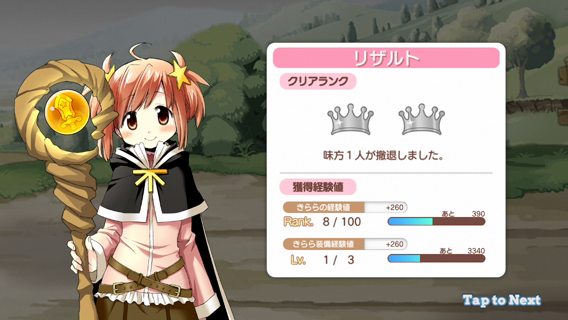 リザルト
クリアランク
味方1人が撤退しました。
獲得経験値
きららの経験値 +260
Rank. 8 / 100 あと 390
きらら装備経験値 +260
Lv. 1 / 3 あと 3340
Tap to Next